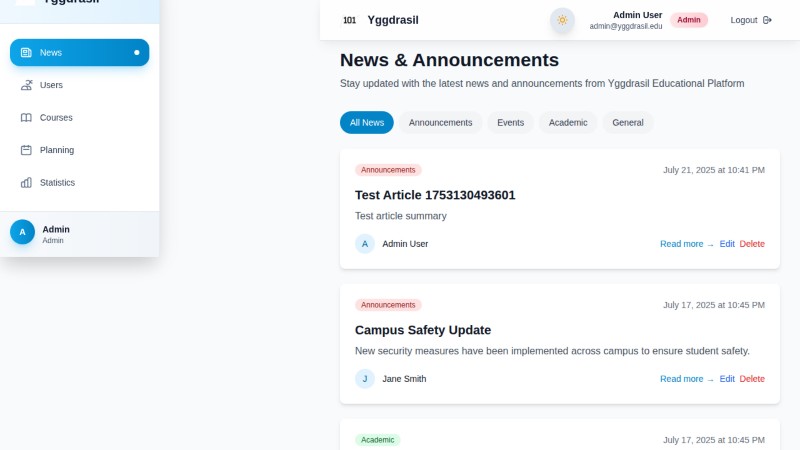 Yggdrasil
News
Users
Courses
Planning
Statistics
A
Admin
Admin
101 Yggdrasil
Admin User
admin@yggdrasil.edu
Admin
Logout
News & Announcements
Stay updated with the latest news and announcements from Yggdrasil Educational Platform
All News Announcements Events Academic General
Announcements July 21, 2025 at 10:41 PM
Test Article 1753130493601
Test article summary
A Admin User Read more → Edit Delete
Announcements July 17, 2025 at 10:45 PM
Campus Safety Update
New security measures have been implemented across campus to ensure student safety.
J Jane Smith Read more → Edit Delete
Academic July 17, 2025 at 10:45 PM